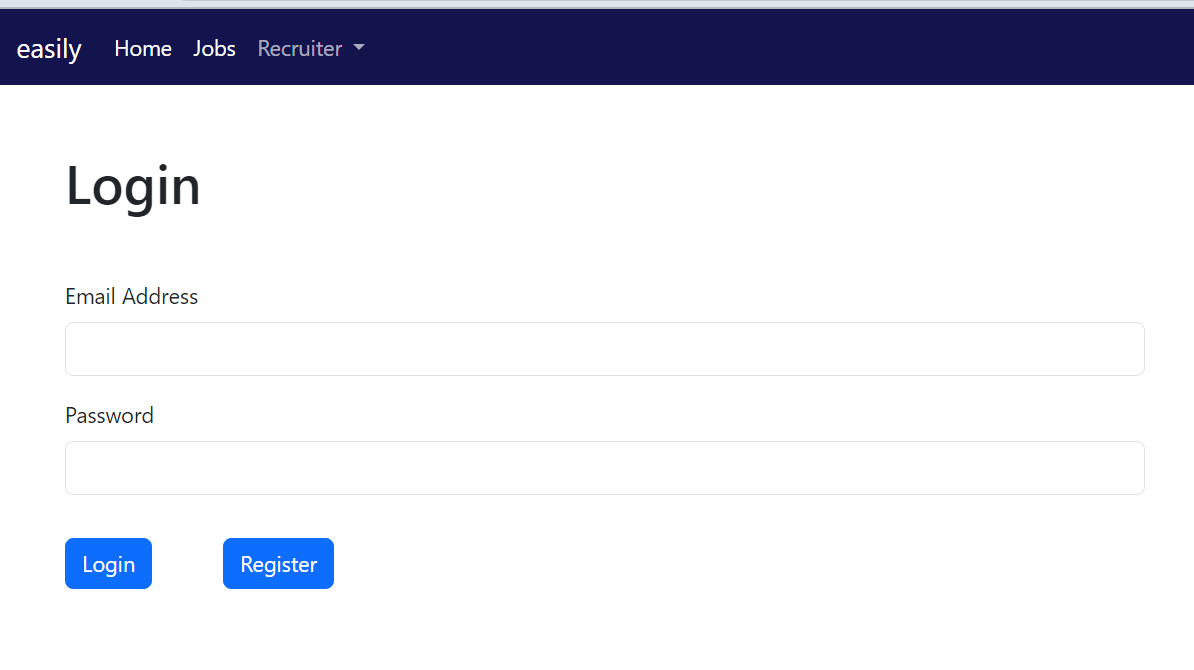 easily Home Jobs Recruiter
Login
Email Address
Password
Login Register